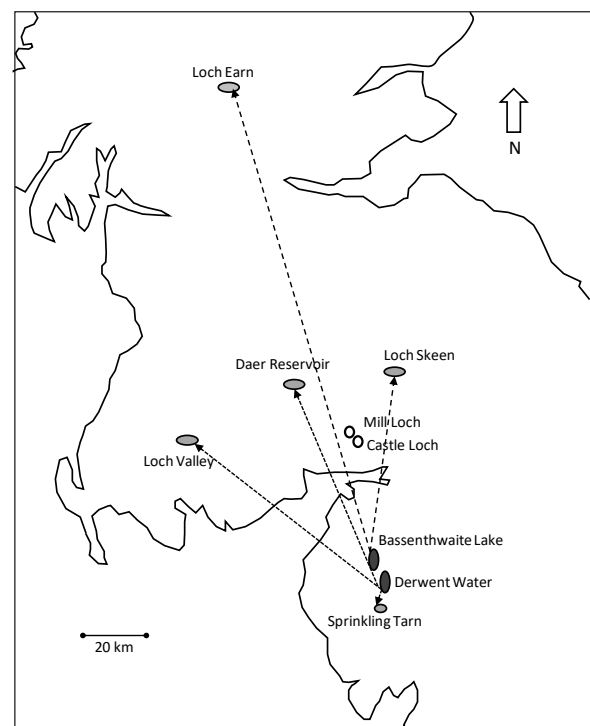 Loch Earn
N
Loch Skeen
Daer Reservoir
Mill Loch
Castle Loch
Loch Valley
Bassenthwaite Lake
Derwent Water
Sprinkling Tarn
20 km